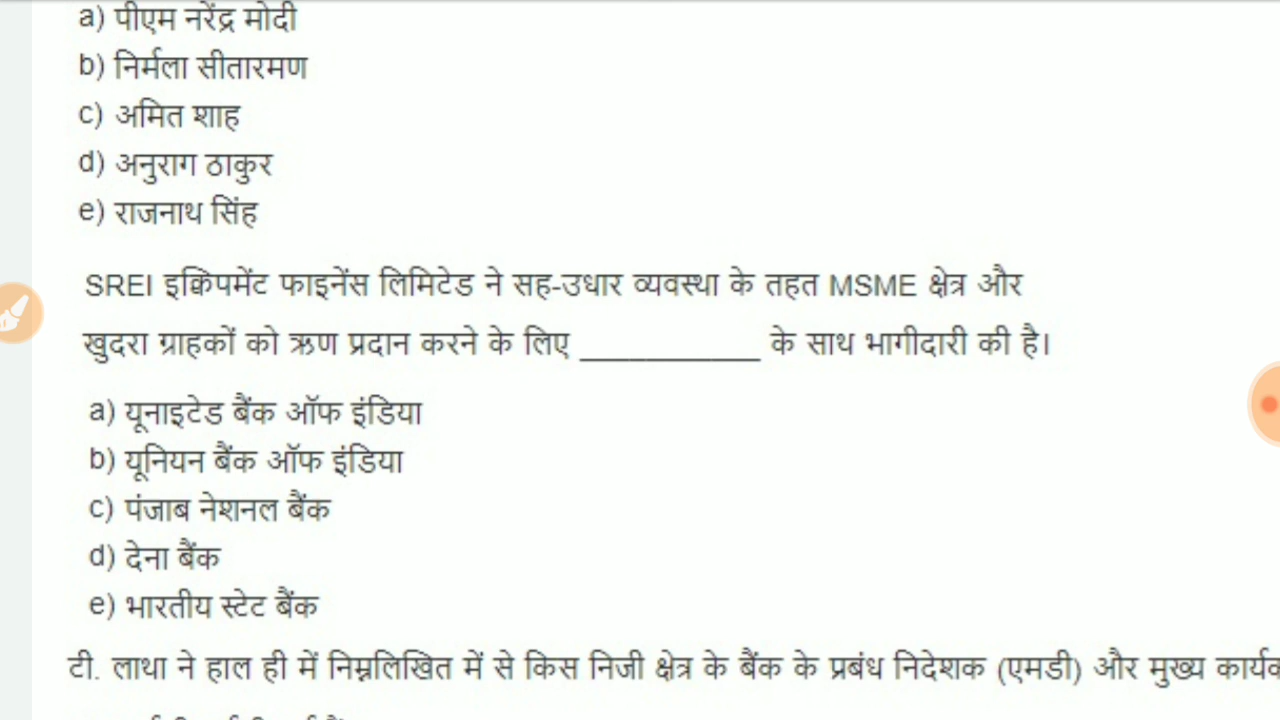 a) पीएम नरेंद्र मोदी
b) निर्मला सीतारमण
c) अमित शाह
d) अनुराग ठाकुर
e) राजनाथ सिंह
SREI इक्विपमेंट फाइनेंस लिमिटेड ने सह-उधार व्यवस्था के तहत MSME क्षेत्र और
खुदरा ग्राहकों को ऋण प्रदान करने के लिए ___________ के साथ भागीदारी की है।
a) यूनाइटेड बैंक ऑफ इंडिया
b) यूनियन बैंक ऑफ इंडिया
c) पंजाब नेशनल बैंक
d) देना बैंक
e) भारतीय स्टेट बैंक
टी. लाथा ने हाल ही में निम्नलिखित में से किस निजी क्षेत्र के बैंक के प्रबंध निदेशक (एमडी) और मुख्य